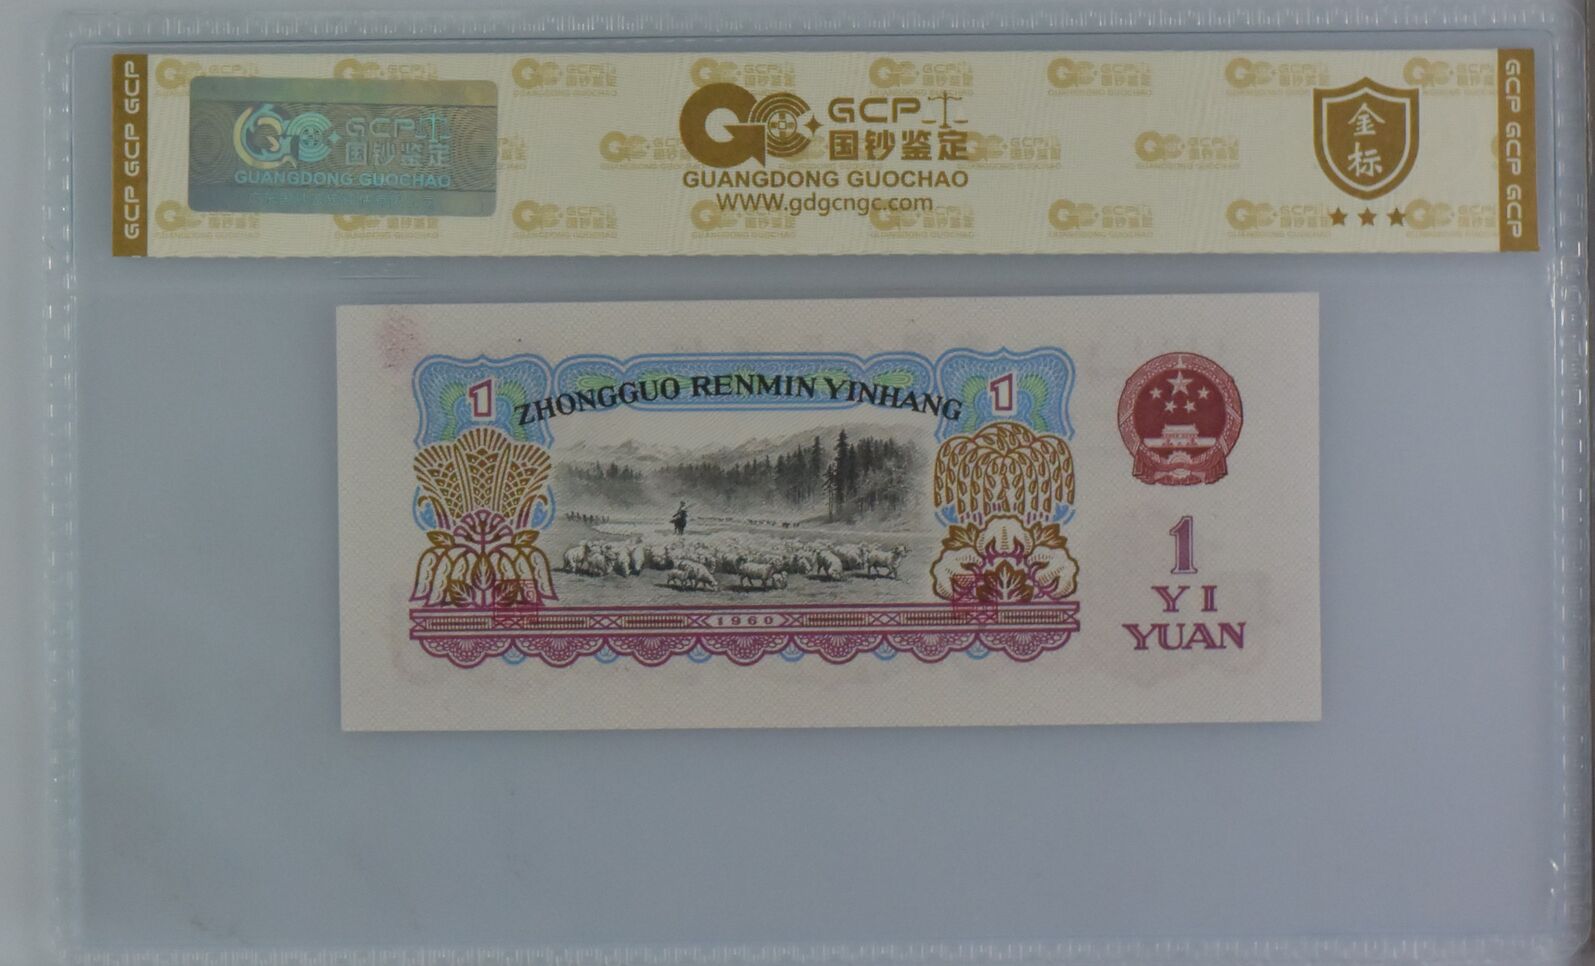 GCP GCP GCP
GCP
国钞鉴定
GUANGDONG GUOCHAO
GCP
国钞鉴定
GUANGDONG GUOCHAO
WWW.gdgcngc.com
金标
GCP GCP GCP
1
ZHONGGUO RENMIN YINHANG
1
1960
1
YI
YUAN